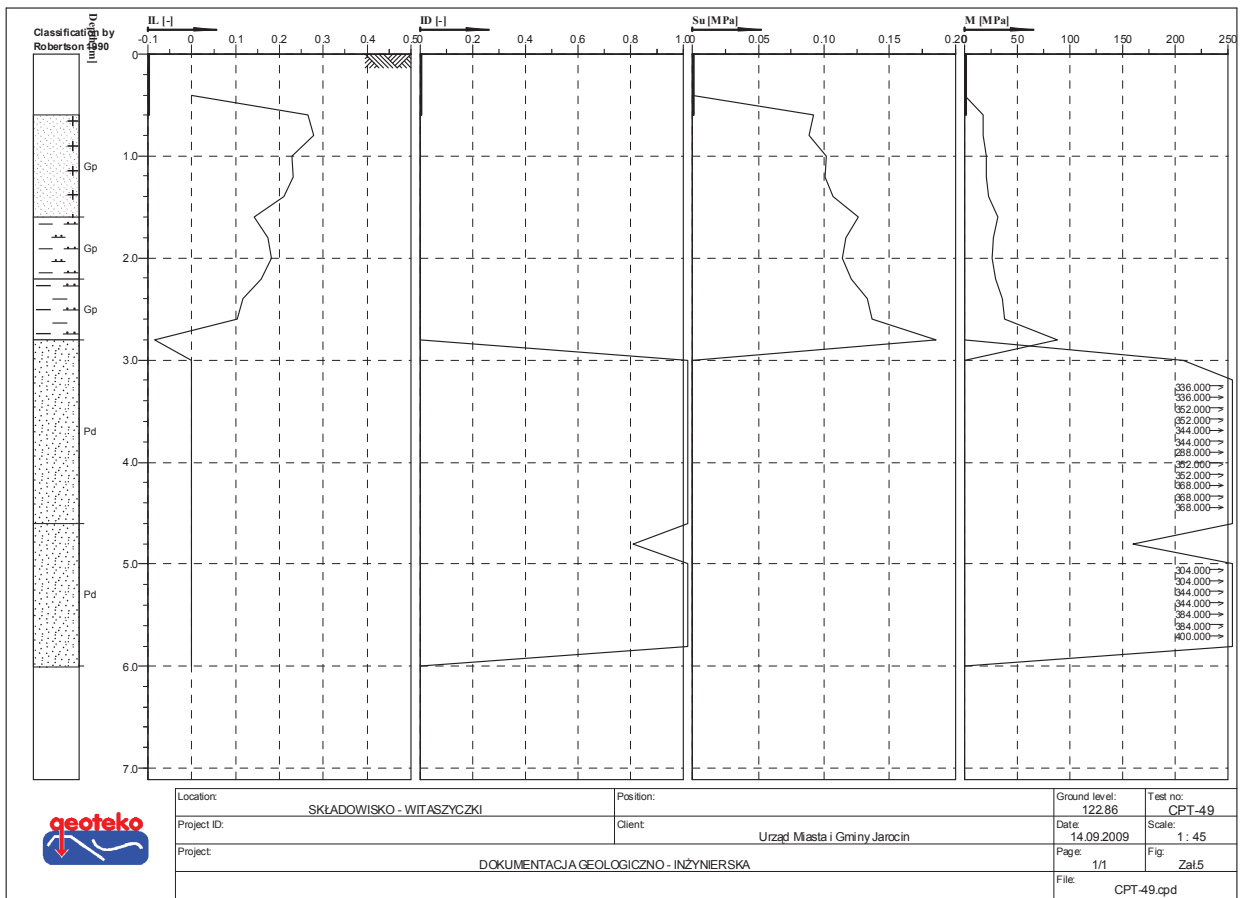 Classification by
Robertson 1990
Depth [m]
IL [-]
-0.1 0 0.1 0.2 0.3 0.4 0.5
ID [-]
0 0.2 0.4 0.6 0.8 1.0
Su [MPa]
0 0.05 0.10 0.15 0.20
M [MPa]
0 50 100 150 200 250
0
1.0
2.0
3.0
4.0
5.0
6.0
7.0
Gp
Gp
Gp
Pd
Pd
336.000
336.000
352.000
352.000
344.000
344.000
288.000
352.000
352.000
368.000
368.000
368.000
304.000
304.000
344.000
344.000
384.000
384.000
400.000
geoteko
Location:
SKŁADOWISKO - WITASZYCZKI
Position:
Ground level:
122.86
Test no:
CPT-49
Project ID:
Client:
Urząd Miasta i Gminy Jarocin
Date:
14.09.2009
Scale:
1 : 45
Project:
DOKUMENTACJA GEOLOGICZNO - INŻYNIERSKA
Page:
1/1
Fig:
Zał.5
File:
CPT-49.cpd